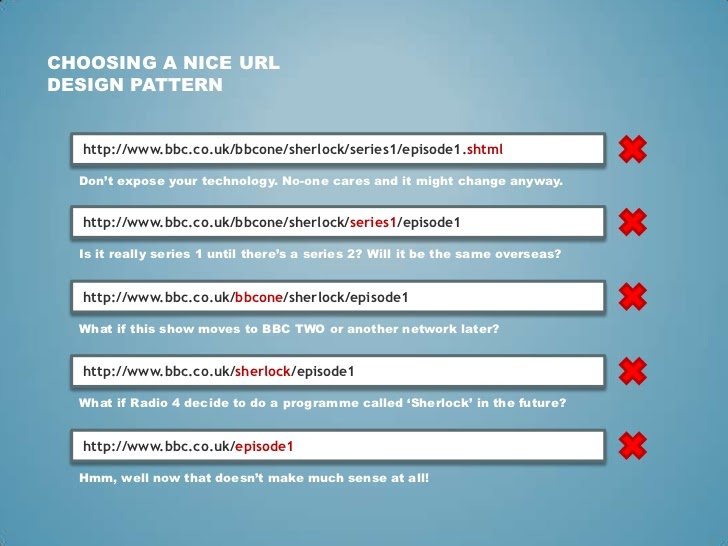 CHOOSING A NICE URL
DESIGN PATTERN
http://www.bbc.co.uk/bbcone/sherlock/series1/episode1.shtml
Don’t expose your technology. No-one cares and it might change anyway.
http://www.bbc.co.uk/bbcone/sherlock/series1/episode1
Is it really series 1 until there’s a series 2? Will it be the same overseas?
http://www.bbc.co.uk/bbcone/sherlock/episode1
What if this show moves to BBC TWO or another network later?
http://www.bbc.co.uk/sherlock/episode1
What if Radio 4 decide to do a programme called ‘Sherlock’ in the future?
http://www.bbc.co.uk/episode1
Hmm, well now that doesn’t make much sense at all!